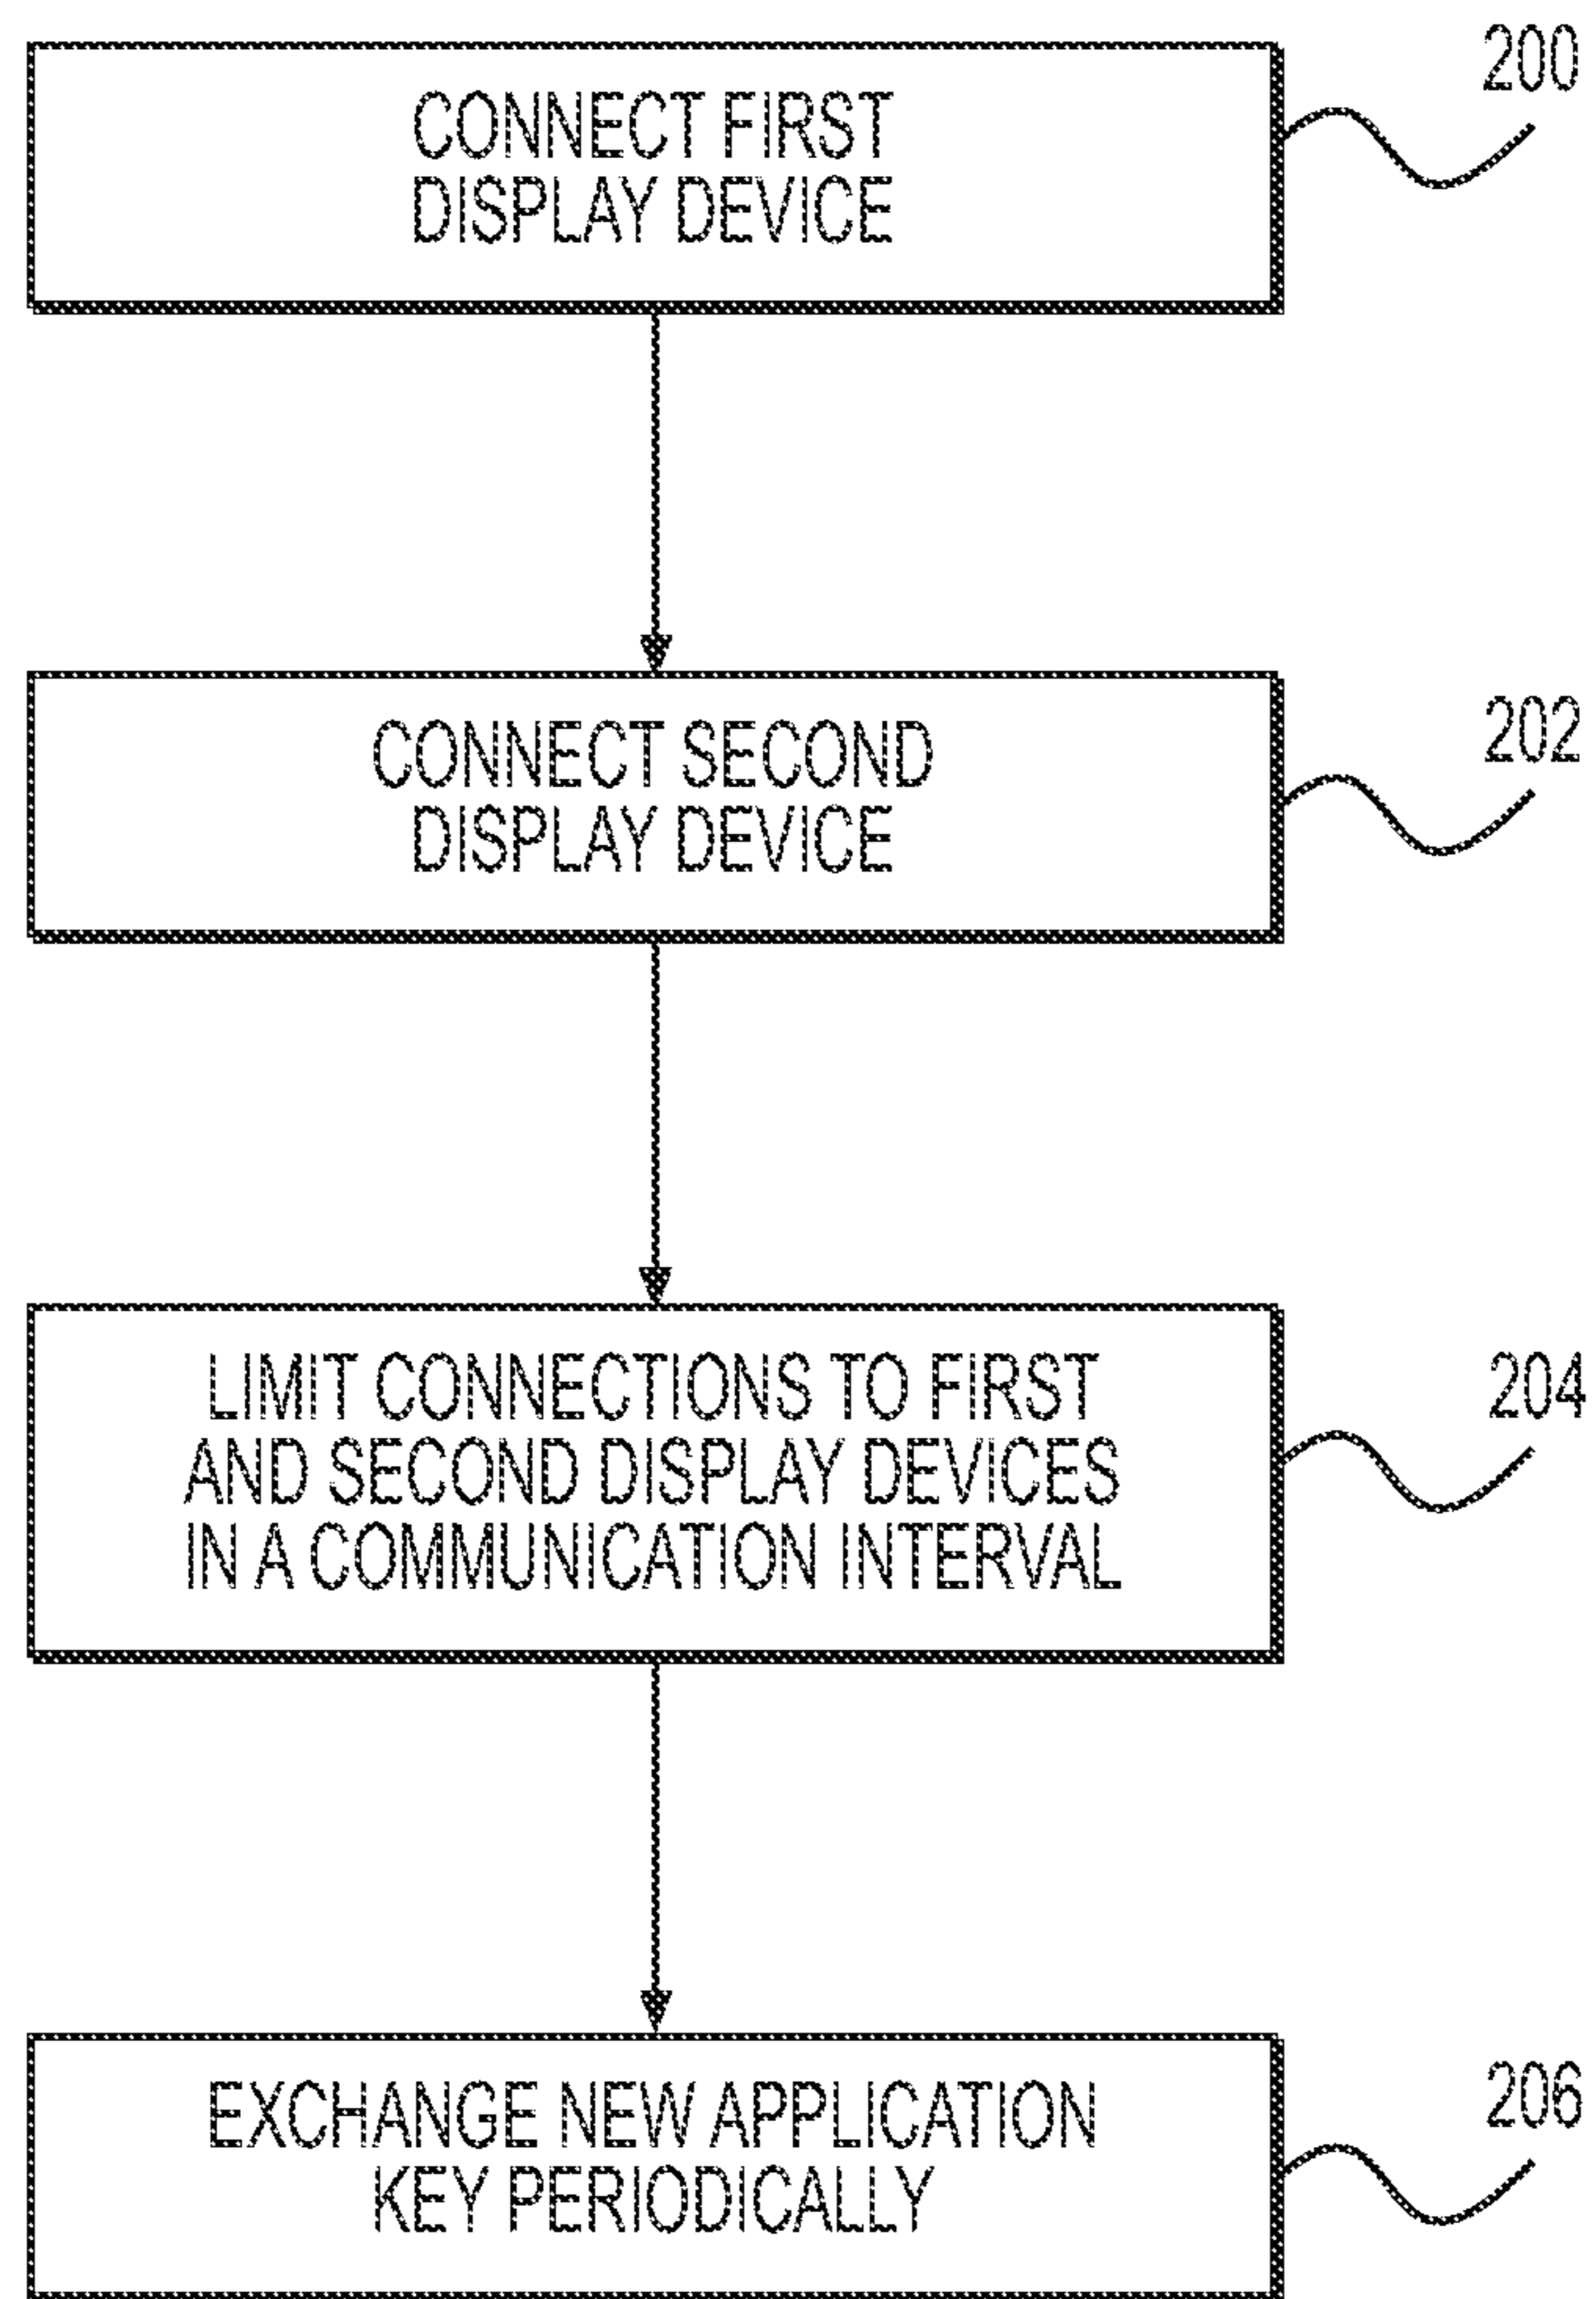 200
CONNECT FIRST
DISPLAY DEVICE
202
CONNECT SECOND
DISPLAY DEVICE
204
LIMIT CONNECTIONS TO FIRST
AND SECOND DISPLAY DEVICES
IN A COMMUNICATION INTERVAL
206
EXCHANGE NEW APPLICATION
KEY PERIODICALLY